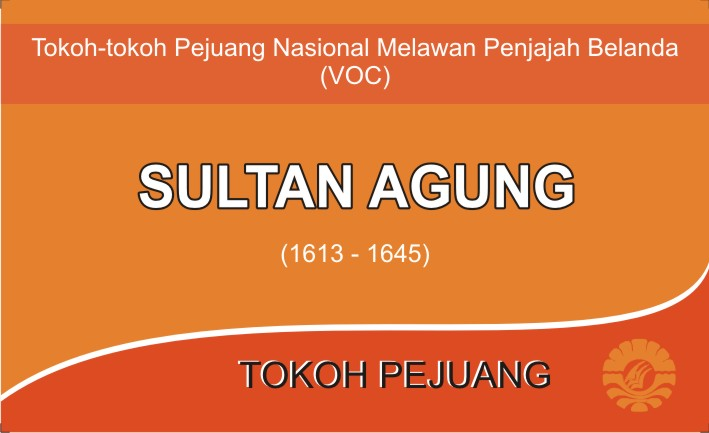 Tokoh-tokoh Pejuang Nasional Melawan Penjajah Belanda
(VOC)
SULTAN AGUNG
(1613 - 1645)
TOKOH PEJUANG